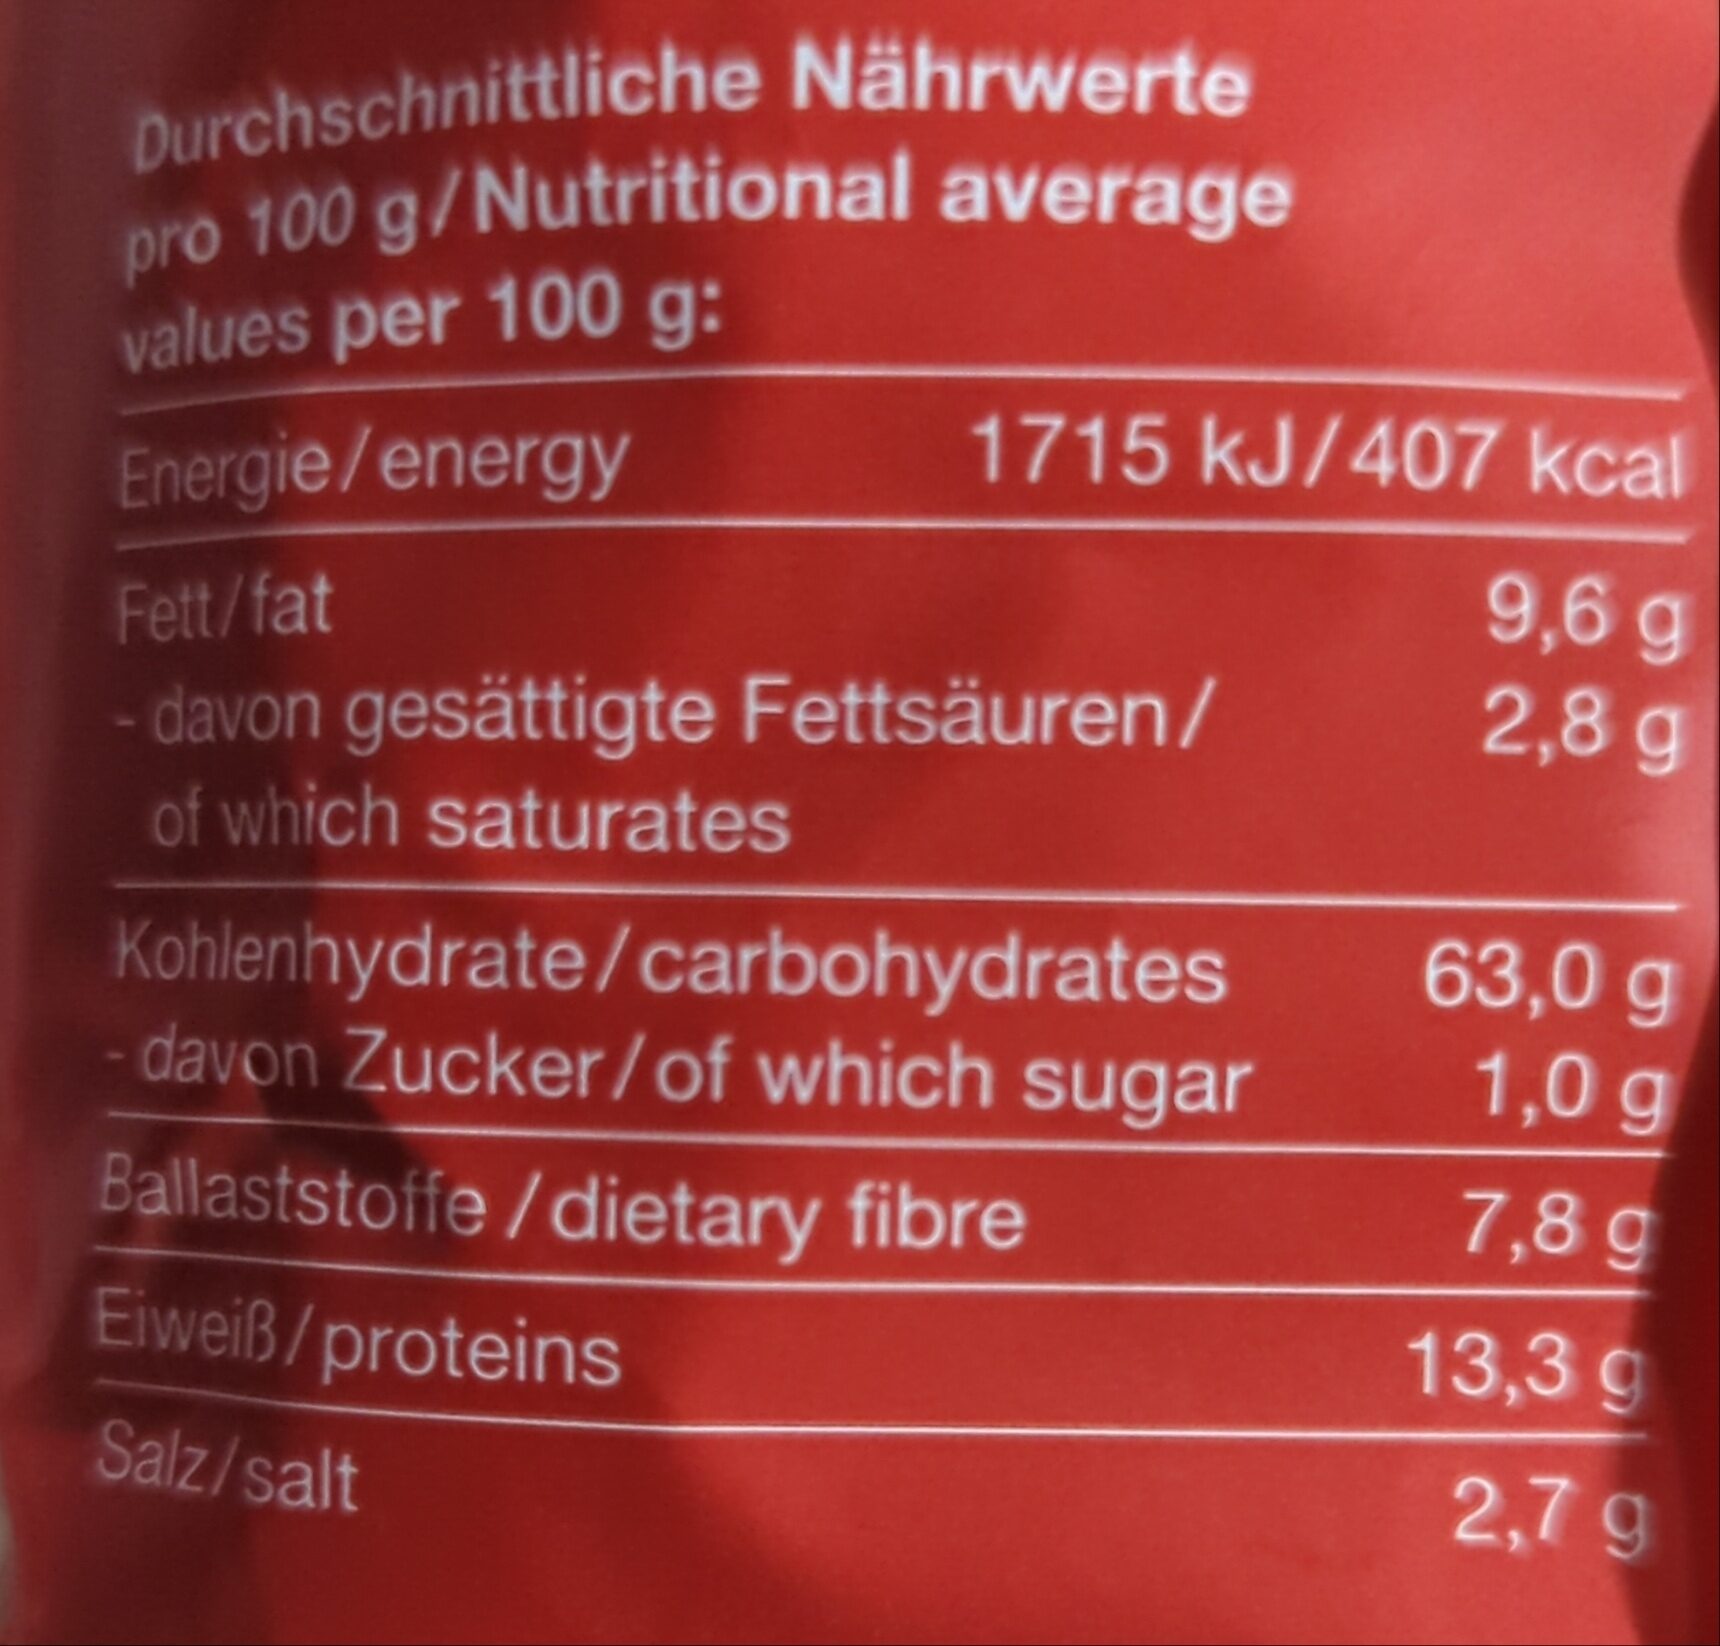 Durchschnittliche Nährwerte
pro 100 g/Nutritional average
values per 100 g:
Energie/energy 1715 kJ/407 kcal
Fett/fat 9,6 g
- davon gesättigte Fettsäuren/ 2,8 g
of which saturates
Kohlenhydrate/carbohydrates 63,0 g
- davon Zucker/of which sugar 1,0 g
Ballaststoffe /dietary fibre 7,8 g
Eiweiß/proteins 13,3 g
Salz/salt 2,7 g